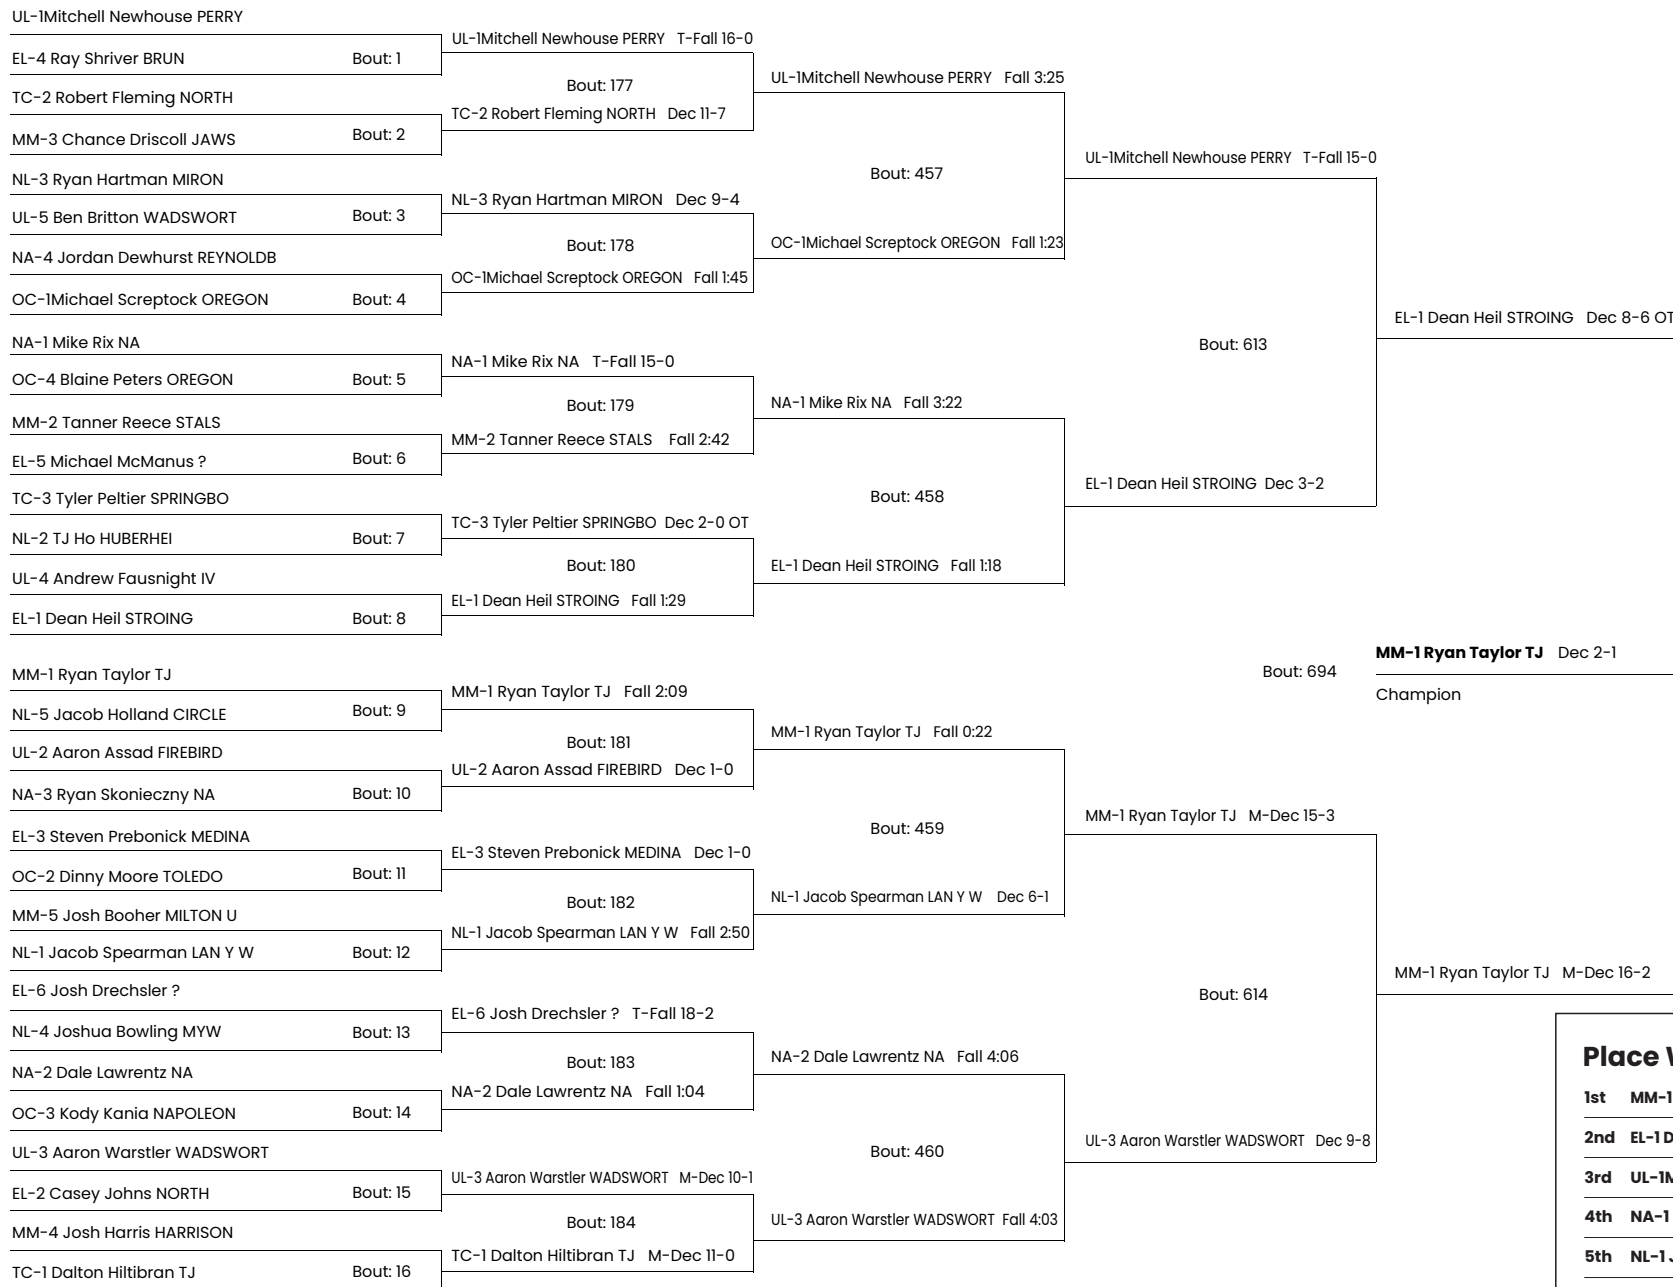 UL-1Mitchell Newhouse PERRY
EL-4 Ray Shriver BRUN
Bout: 1
TC-2 Robert Fleming NORTH
MM-3 Chance Driscoll JAWS
Bout: 2
NL-3 Ryan Hartman MIRON
UL-5 Ben Britton WADSWORT
Bout: 3
NA-4 Jordan Dewhurst REYNOLDB
OC-1Michael Screptock OREGON
Bout: 4
NA-1 Mike Rix NA
OC-4 Blaine Peters OREGON
Bout: 5
MM-2 Tanner Reece STALS
EL-5 Michael McManus ?
Bout: 6
TC-3 Tyler Peltier SPRINGBO
NL-2 TJ Ho HUBERHEI
Bout: 7
UL-4 Andrew Fausnight IV
EL-1 Dean Heil STROING
Bout: 8
MM-1 Ryan Taylor TJ
NL-5 Jacob Holland CIRCLE
Bout: 9
UL-2 Aaron Assad FIREBIRD
NA-3 Ryan Skonieczny NA
Bout: 10
EL-3 Steven Prebonick MEDINA
OC-2 Dinny Moore TOLEDO
Bout: 11
MM-5 Josh Booher MILTON U
NL-1 Jacob Spearman LAN Y W
Bout: 12
EL-6 Josh Drechsler ?
NL-4 Joshua Bowling MYW
Bout: 13
NA-2 Dale Lawrentz NA
OC-3 Kody Kania NAPOLEON
Bout: 14
UL-3 Aaron Warstler WADSWORT
EL-2 Casey Johns NORTH
Bout: 15
MM-4 Josh Harris HARRISON
TC-1 Dalton Hiltibran TJ
Bout: 16
UL-1Mitchell Newhouse PERRY T-Fall 16-0
Bout: 177
TC-2 Robert Fleming NORTH Dec 11-7
NL-3 Ryan Hartman MIRON Dec 9-4
Bout: 178
OC-1Michael Screptock OREGON Fall 1:45
NA-1 Mike Rix NA T-Fall 15-0
Bout: 179
MM-2 Tanner Reece STALS Fall 2:42
TC-3 Tyler Peltier SPRINGBO Dec 2-0 OT
Bout: 180
EL-1 Dean Heil STROING Fall 1:29
MM-1 Ryan Taylor TJ Fall 2:09
Bout: 181
UL-2 Aaron Assad FIREBIRD Dec 1-0
EL-3 Steven Prebonick MEDINA Dec 1-0
Bout: 182
NL-1 Jacob Spearman LAN Y W Fall 2:50
EL-6 Josh Drechsler ? T-Fall 18-2
Bout: 183
NA-2 Dale Lawrentz NA Fall 1:04
UL-3 Aaron Warstler WADSWORT M-Dec 10-1
Bout: 184
TC-1 Dalton Hiltibran TJ M-Dec 11-0
UL-1Mitchell Newhouse PERRY Fall 3:25
Bout: 457
OC-1Michael Screptock OREGON Fall 1:23
NA-1 Mike Rix NA Fall 3:22
Bout: 458
EL-1 Dean Heil STROING Fall 1:18
MM-1 Ryan Taylor TJ Fall 0:22
Bout: 459
NL-1 Jacob Spearman LAN Y W Dec 6-1
NA-2 Dale Lawrentz NA Fall 4:06
Bout: 460
UL-3 Aaron Warstler WADSWORT Fall 4:03
UL-1Mitchell Newhouse PERRY T-Fall 15-0
Bout: 613
EL-1 Dean Heil STROING Dec 3-2
MM-1 Ryan Taylor TJ M-Dec 15-3
Bout: 614
UL-3 Aaron Warstler WADSWORT Dec 9-8
EL-1 Dean Heil STROING Dec 8-6 OT
Bout: 694
MM-1 Ryan Taylor TJ Dec 2-1
Champion
MM-1 Ryan Taylor TJ M-Dec 16-2
Place
1st MM-1
2nd EL-1
3rd
4th NA-1
5th NL-1